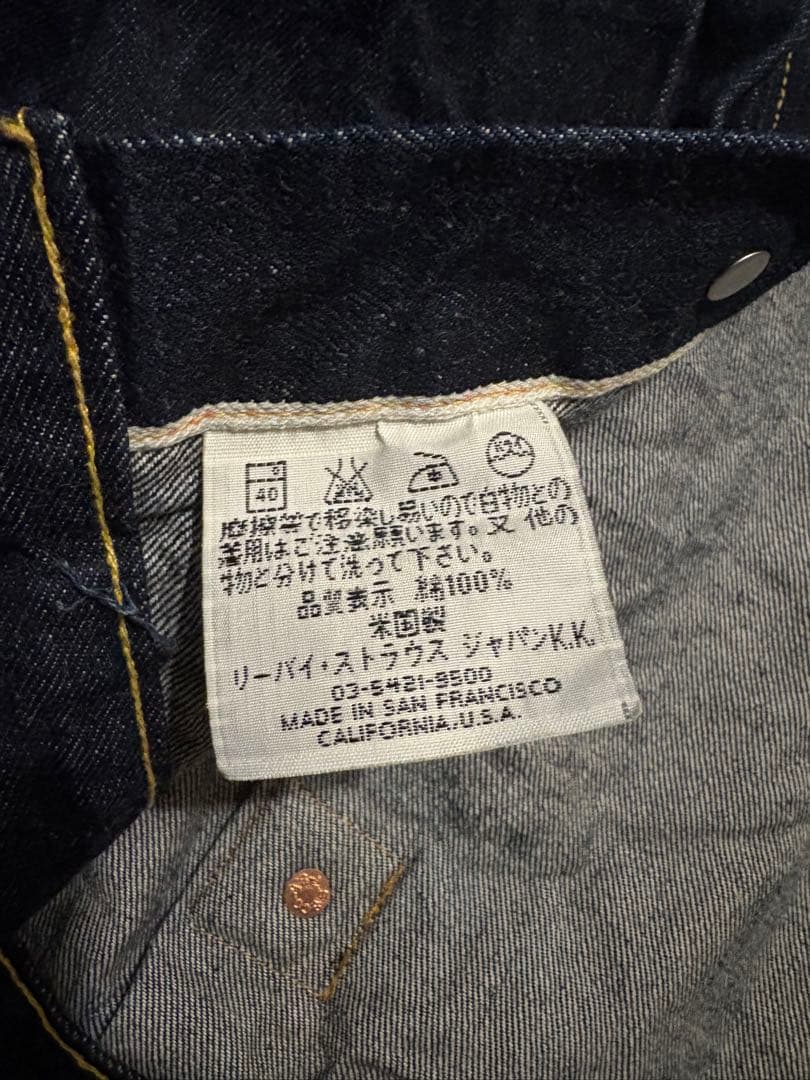 40
摩擦等で移染し易いので白物との
着用はご注意願います。又 他の
物と分けて洗って下さい。
品質表示 綿100%
米国製
リーバイ・ストラウス ジャパンK.K.
03-5421-9500
MADE IN SAN FRANCISCO
CALIFORNIA.U.S.A.